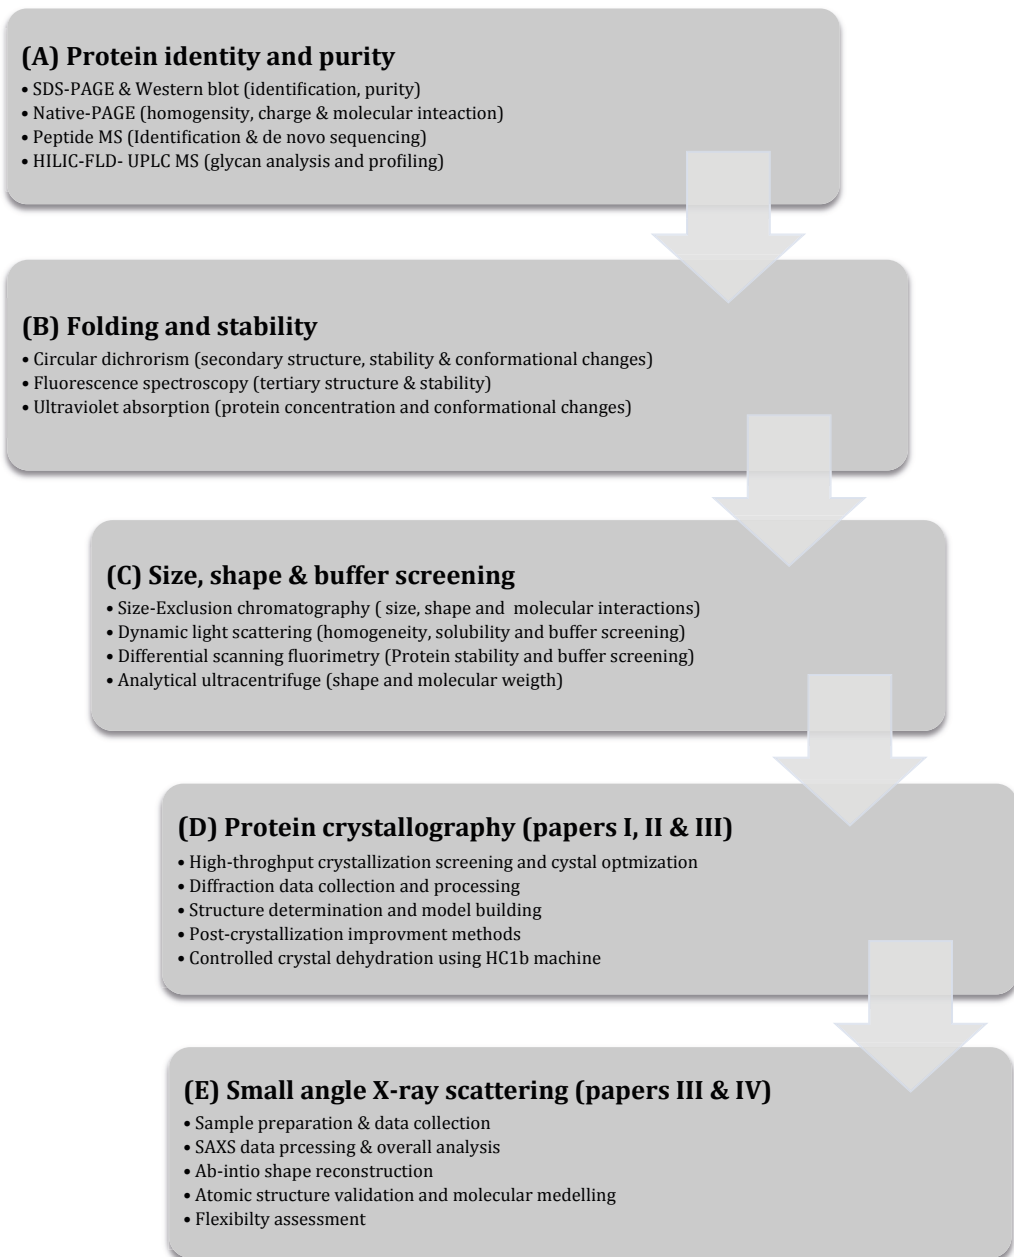 (A) Protein identity and purity
• SDS-PAGE & Western blot (identification, purity)
• Native-PAGE (homogensity, charge & molecular inteaction)
• Peptide MS (Identification & de novo sequencing)
• HILIC-FLD- UPLC MS (glycan analysis and profiling)
(B) Folding and stability
• Circular dichrorism (secondary structure, stability & conformational changes)
• Fluorescence spectroscopy (tertiary structure & stability)
• Ultraviolet absorption (protein concentration and conformational changes)
(C) Size, shape & buffer screening
• Size-Exclusion chromatography ( size, shape and molecular interactions)
• Dynamic light scattering (homogeneity, solubility and buffer screening)
• Differential scanning fluorimetry (Protein stability and buffer screening)
• Analytical ultracentrifuge (shape and molecular weigth)
(D) Protein crystallography (papers I, II & III)
• High-throghput crystallization screening and cystal optmization
• Diffraction data collection and processing
• Structure determination and model building
• Post-crystallization improvment methods
• Controlled crystal dehydration using HC1b machine
(E) Small angle X-ray scattering (papers III & IV)
• Sample preparation & data collection
• SAXS data prcessing & overall analysis
• Ab-intio shape reconstruction
• Atomic structure validation and molecular medelling
• Flexibilty assessment